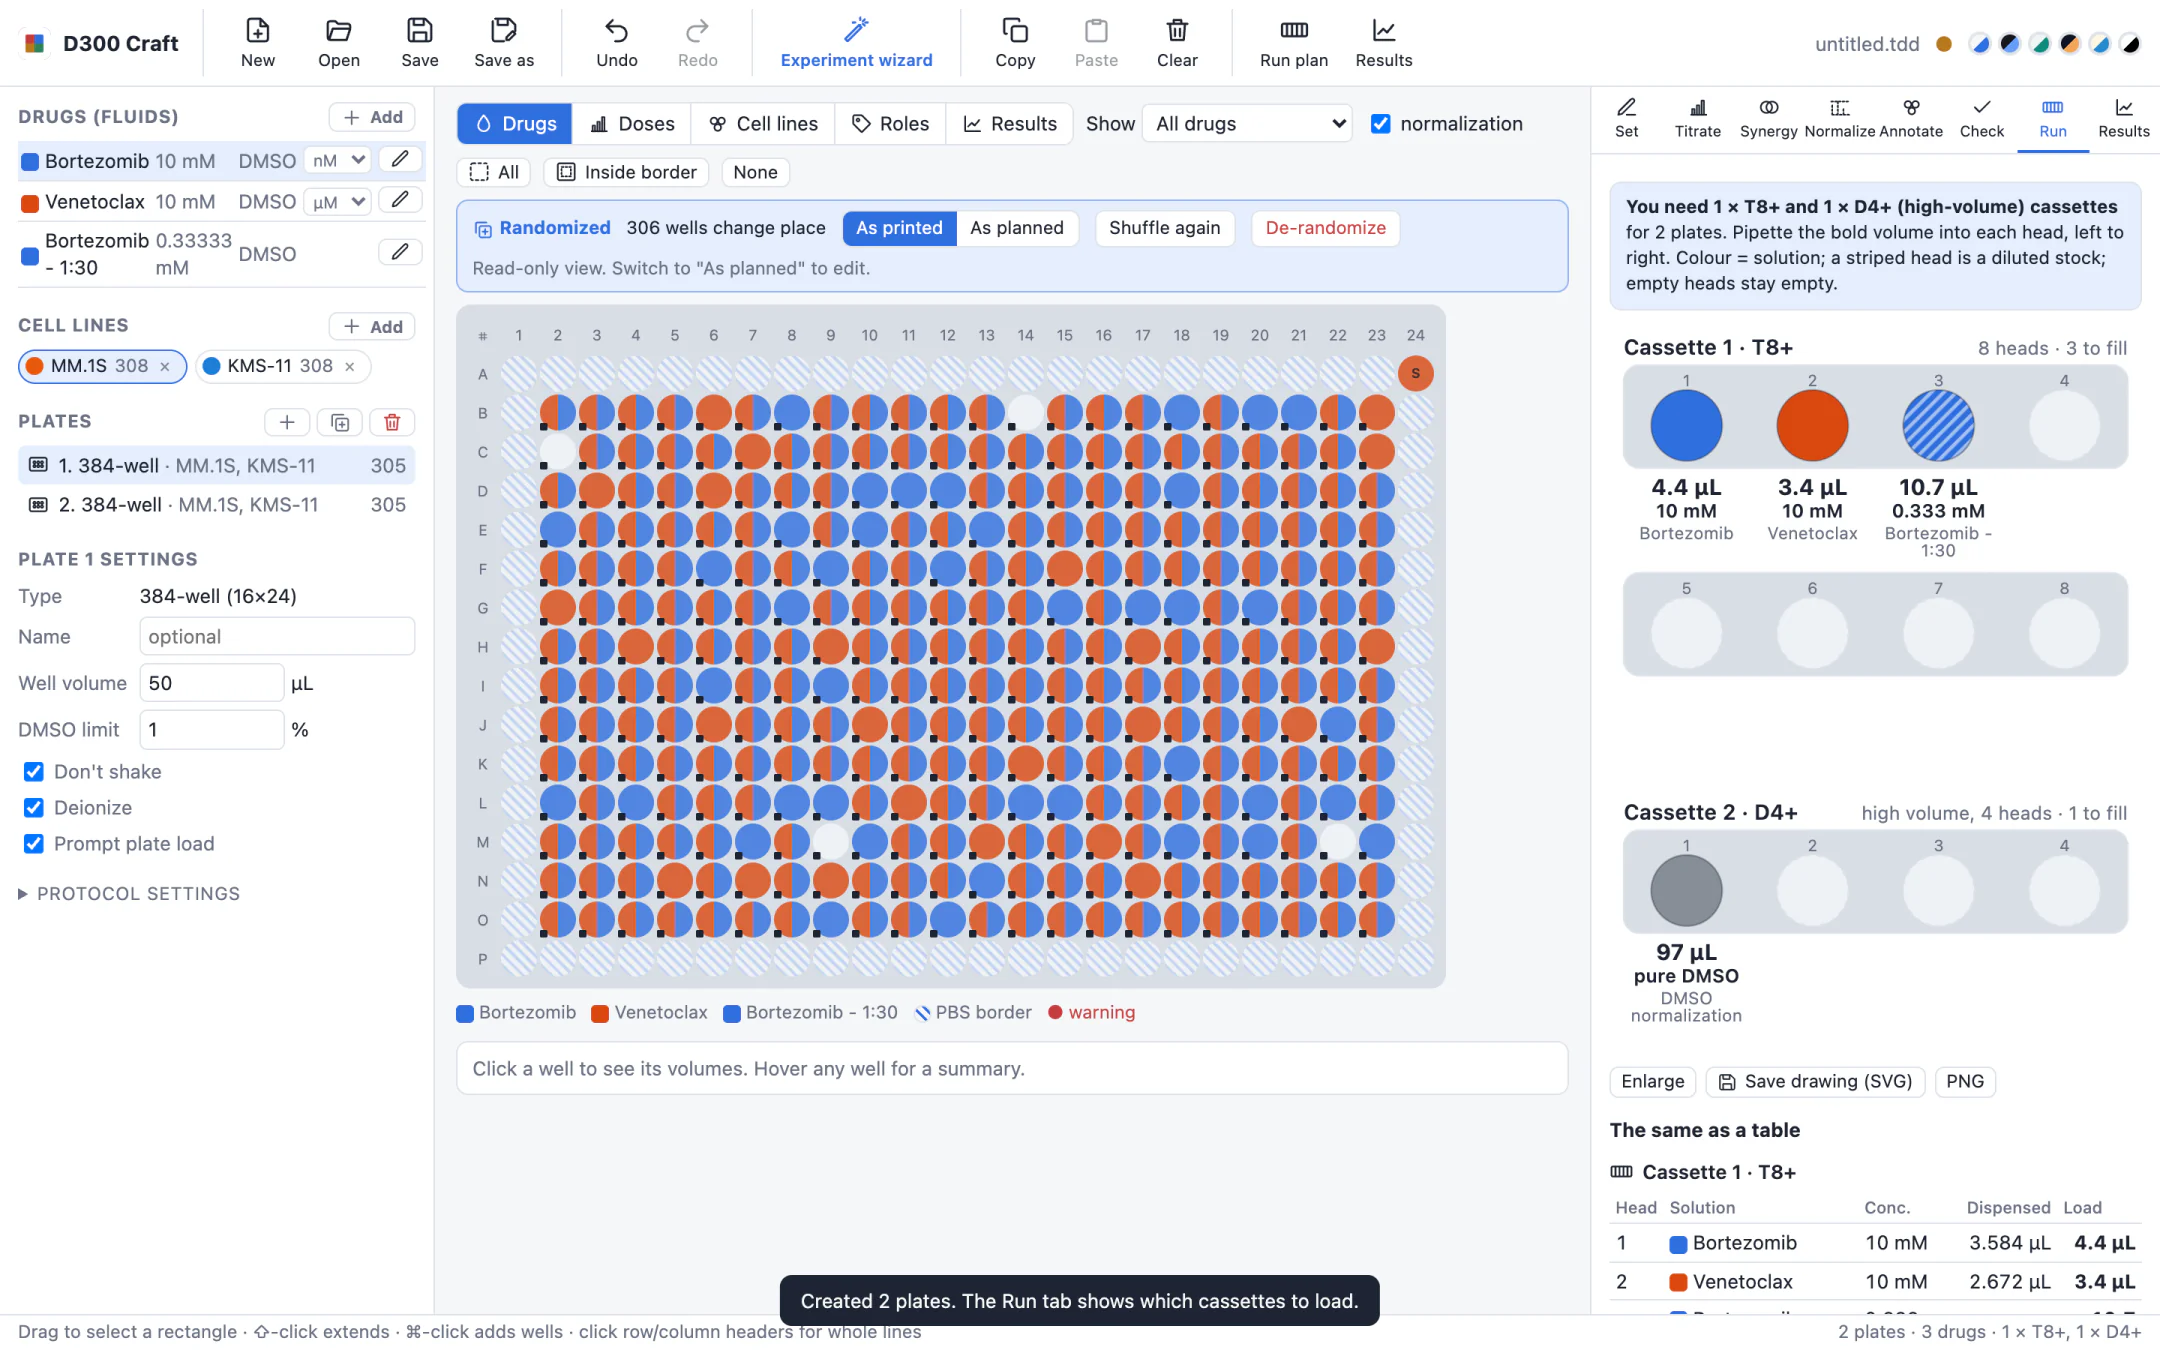 D300 Craft
New
Open
Save
Save as
Undo
Redo
Experiment wizard
Copy
Paste
Clear
Run plan
Results
untitled.tdd
DRUGS (FLUIDS)
Add
Bortezomib 10 mM DMSO nM
Venetoclax 10 mM DMSO µM
Bortezomib - 1:30 0.33333 mM DMSO
CELL LINES
Add
MM.1S 308 ×
KMS-11 308 ×
PLATES
1. 384-well · MM.1S, KMS-11 305
2. 384-well · MM.1S, KMS-11 305
PLATE 1 SETTINGS
Type 384-well (16×24)
Name optional
Well volume 50 µL
DMSO limit 1 %
Don't shake
Deionize
Prompt plate load
PROTOCOL SETTINGS
Drugs
Doses
Cell lines
Roles
Results
Show All drugs
normalization
All
Inside border
None
Randomized 306 wells change place
As printed
As planned
Shuffle again
De-randomize
Read-only view. Switch to "As planned" to edit.
# 1 2 3 4 5 6 7 8 9 10 11 12 13 14 15 16 17 18 19 20 21 22 23 24
A S
B
C
D
E
F
G
H
I
J
K
L
M
N
O
P
Bortezomib
Venetoclax
Bortezomib - 1:30
PBS border
warning
Click a well to see its volumes. Hover any well for a summary.
Set
Titrate
Synergy
Normalize
Annotate
Check
Run
Results
You need 1 × T8+ and 1 × D4+ (high-volume) cassettes
for 2 plates. Pipette the bold volume into each head, left to
right. Colour = solution; a striped head is a diluted stock;
empty heads stay empty.
Cassette 1 · T8+ 8 heads · 3 to fill
1 2 3 4
4.4 µL 3.4 µL 10.7 µL
10 mM 10 mM 0.333 mM
Bortezomib Venetoclax Bortezomib -
1:30
5 6 7 8
Cassette 2 · D4+ high volume, 4 heads · 1 to fill
1 2 3 4
97 µL
pure DMSO
DMSO
normalization
Enlarge
Save drawing (SVG)
PNG
The same as a table
Cassette 1 · T8+
Head Solution Conc. Dispensed Load
1 Bortezomib 10 mM 3.584 µL 4.4 µL
2 Venetoclax 10 mM 2.672 µL 3.4 µL
Created 2 plates. The Run tab shows which cassettes to load.
Drag to select a rectangle · ⇧-click extends · ⌘-click adds wells · click row/column headers for whole lines
2 plates · 3 drugs · 1 × T8+, 1 × D4+